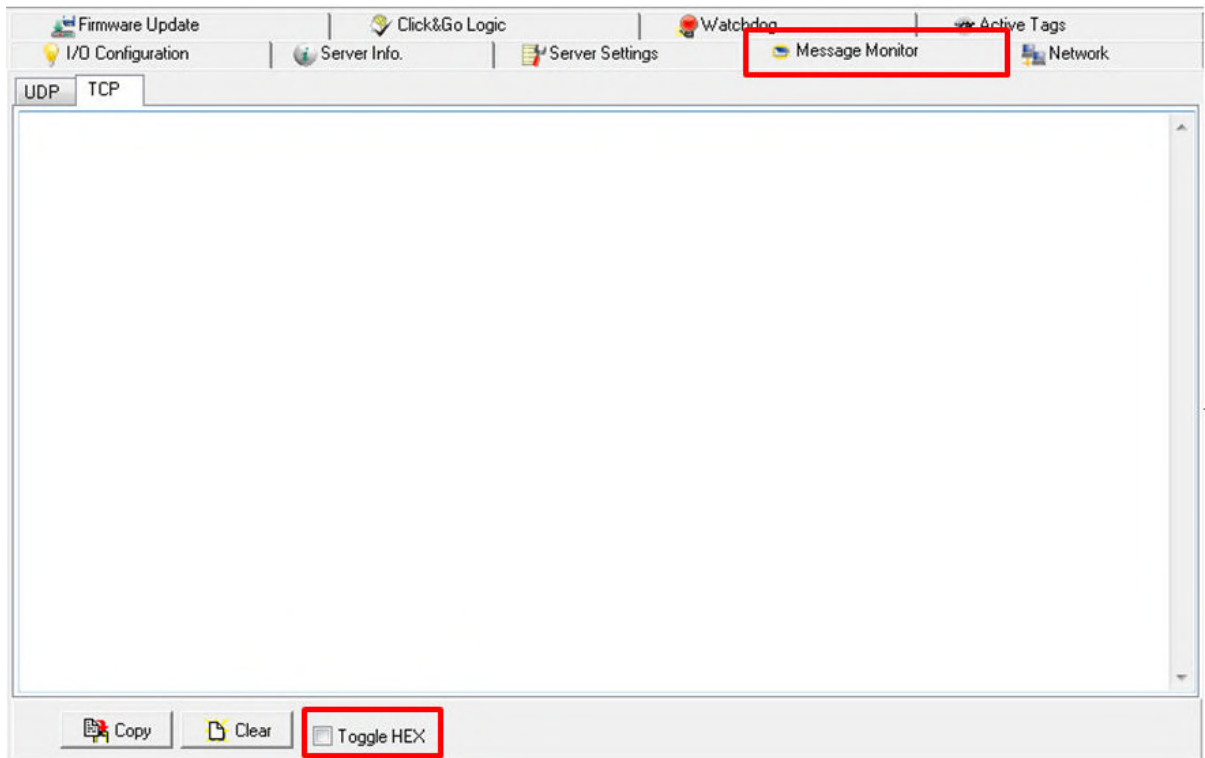 Firmware Update Click&Go Logic Watchdog Active Tags
I/O Configuration Server Info. Server Settings Message Monitor Network
UDP TCP
Copy Clear Toggle HEX